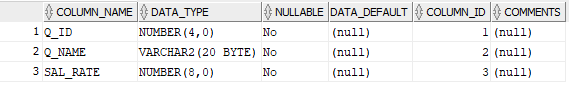 COLUMN_NAME DATA_TYPE NULLABLE DATA_DEFAULT COLUMN_ID COMMENTS
1 Q_ID NUMBER(4,0) No (null) 1 (null)
2 Q_NAME VARCHAR2(20 BYTE) No (null) 2 (null)
3 SAL_RATE NUMBER(8,0) No (null) 3 (null)